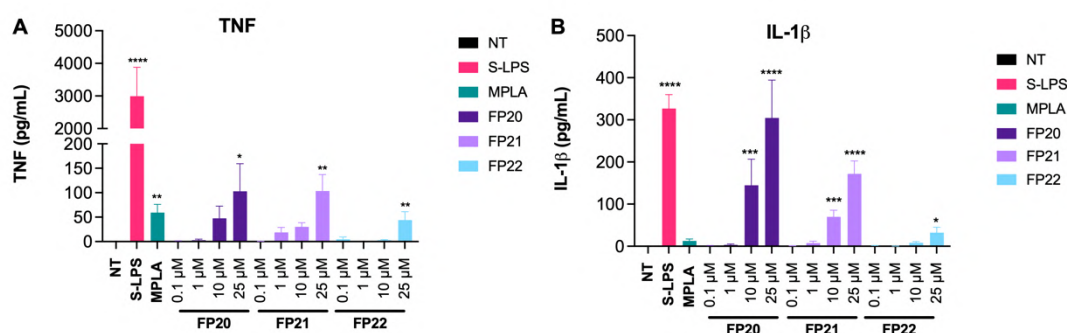 A
TNF
TNF (pg/mL)
5000
4000
3000
2000
200
150
100
50
0
****
**
*
**
**
NT
S-LPS
MPLA
0.1 µM
1 µM
10 µM
25 µM
0.1 µM
1 µM
10 µM
25 µM
0.1 µM
1 µM
10 µM
25 µM
FP20
FP21
FP22
NT
S-LPS
MPLA
FP20
FP21
FP22
B
IL-1β
IL-1β (pg/mL)
500
400
300
200
100
0
****
***
****
***
****
*
NT
S-LPS
MPLA
0.1 µM
1 µM
10 µM
25 µM
0.1 µM
1 µM
10 µM
25 µM
0.1 µM
1 µM
10 µM
25 µM
FP20
FP21
FP22
NT
S-LPS
MPLA
FP20
FP21
FP22